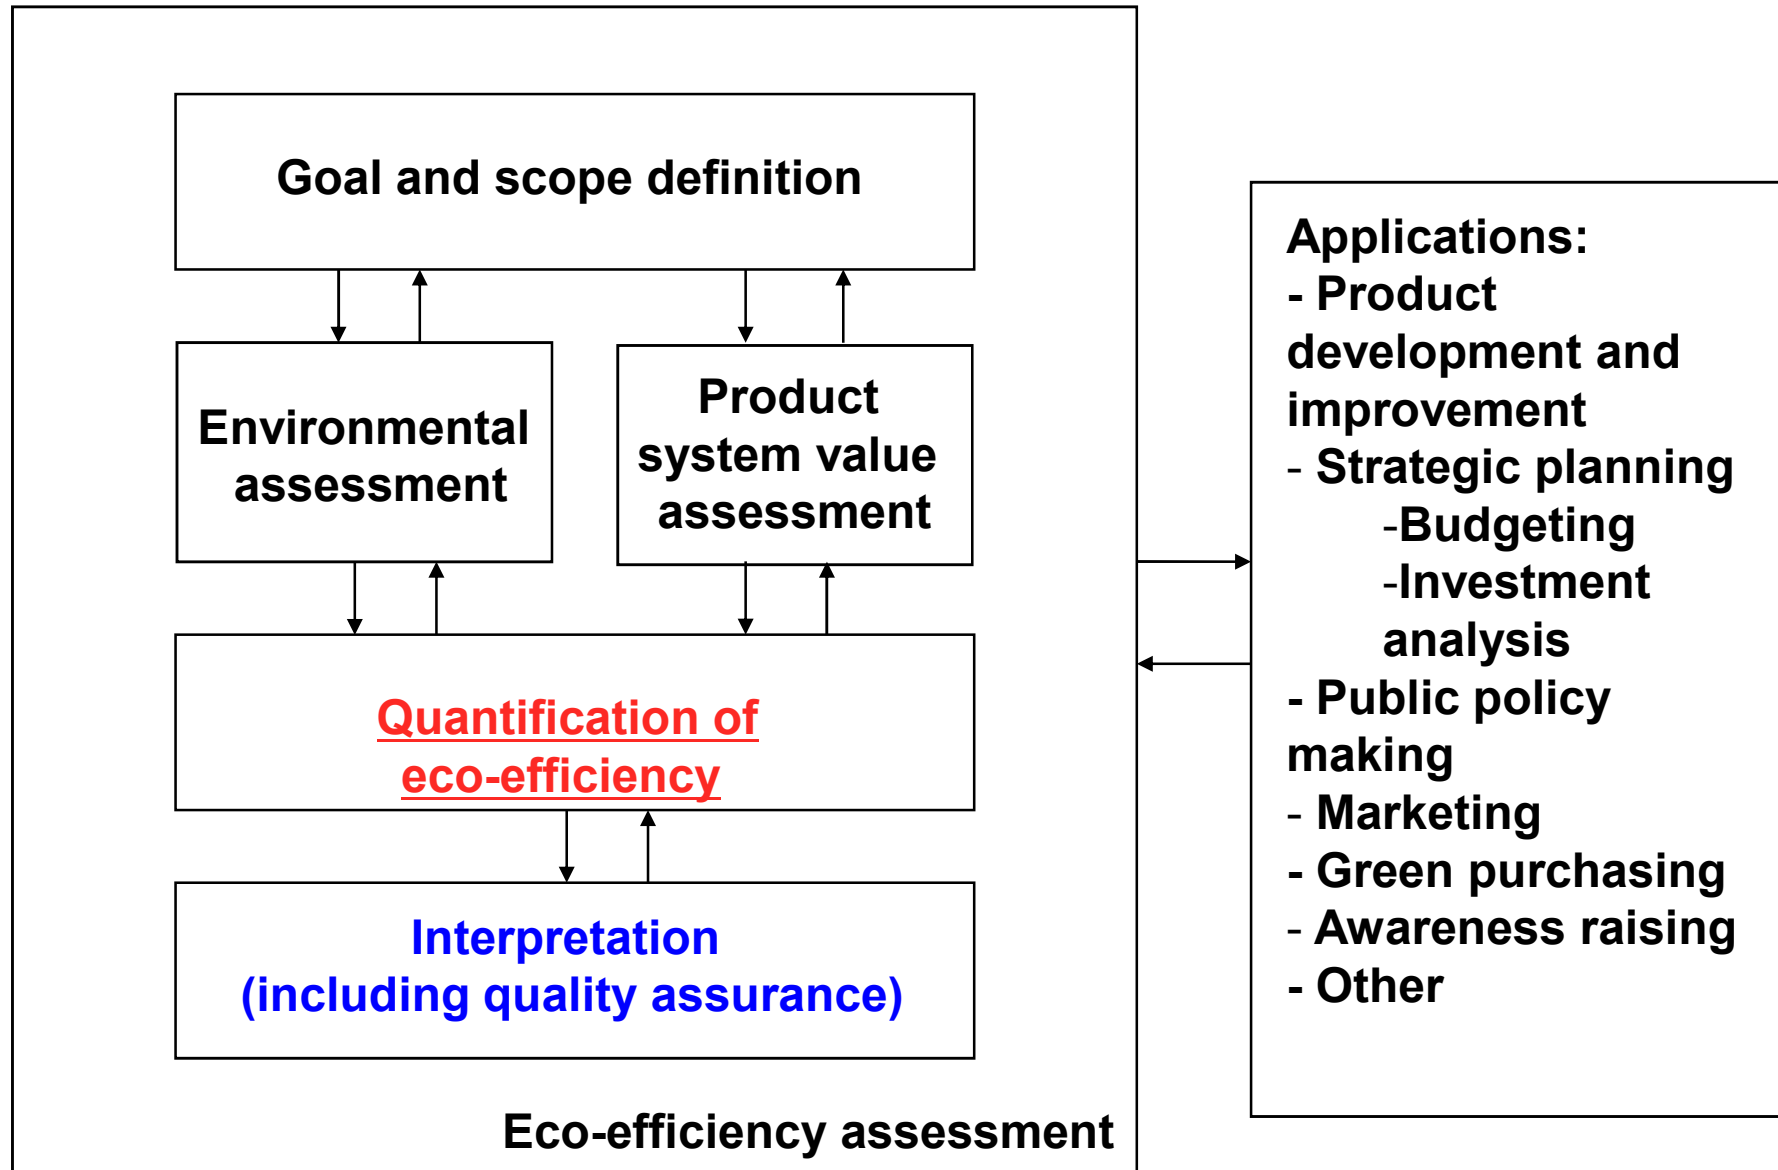 Goal and scope definition
Environmental
assessment
Product
system value
assessment
Quantification of
eco-efficiency
Interpretation
(including quality assurance)
Eco-efficiency assessment
Applications:
- Product
development and
improvement
- Strategic planning
-Budgeting
-Investment
analysis
- Public policy
making
- Marketing
- Green purchasing
- Awareness raising
- Other